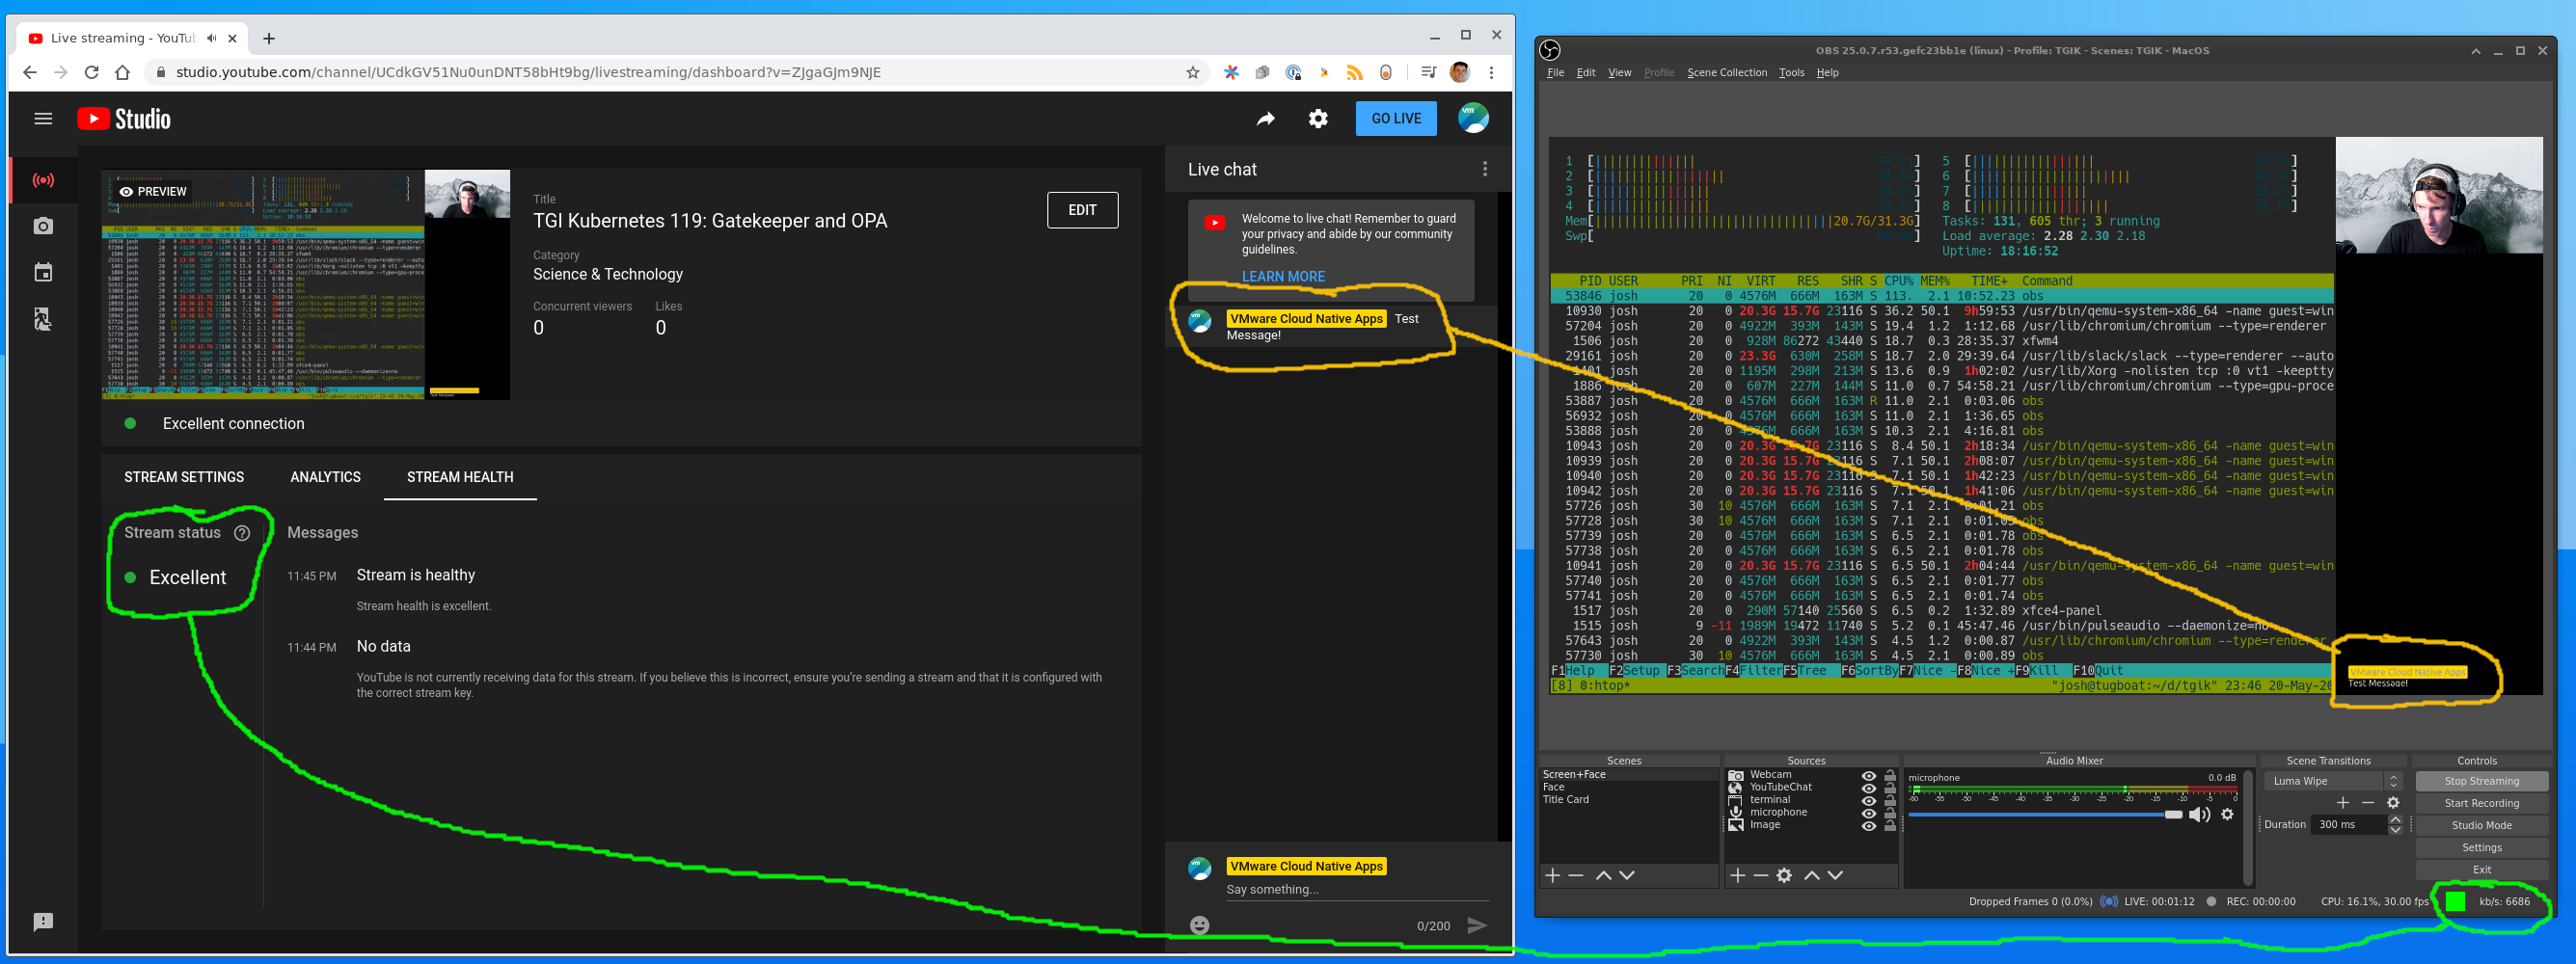 Live streaming - YouTub
studio.youtube.com/channel/UCdkGV51Nu0unDNT58bHt9bg/livestreaming/dashboard?v=ZJgaGJm9NJE
Studio
GO LIVE
PREVIEW
Title
TGI Kubernetes 119: Gatekeeper and OPA
EDIT
Category
Science & Technology
Concurrent viewers Likes
0 0
Excellent connection
STREAM SETTINGS ANALYTICS STREAM HEALTH
Stream status Messages
Excellent
11:45 PM Stream is healthy
Stream health is excellent.
11:44 PM No data
YouTube is not currently receiving data for this stream. If you believe this is incorrect, ensure you're sending a stream and that it is configured with
the correct stream key.
Live chat
Welcome to live chat! Remember to guard
your privacy and abide by our community
guidelines.
LEARN MORE
VMware Cloud Native Apps Test
Message!
VMware Cloud Native Apps
Say something...
0/200
OBS 25.0.7.r53.gefc23bb1e (linux) - Profile: TGIK - Scenes: TGIK - MacOS
File Edit View Profile Scene Collection Tools Help
1 [ 5 [
2 [ 6 [
3 [ 7 [
4 [ 8 [
Mem[ 20.7G/31.3G] Tasks: 131, 605 thr; 3 running
Swp[ ] Load average: 2.28 2.30 2.18
Uptime: 18:16:52
PID USER PRI NI VIRT RES SHR S CPU% MEM% TIME+ Command
53846 josh 20 0 4576M 666M 163M S 113. 2.1 10:52.23 obs
10930 josh 20 0 20.3G 15.7G 23116 S 36.2 50.1 9h59:53 /usr/bin/qemu-system-x86_64 -name guest=win
57204 josh 20 0 4922M 393M 143M S 19.4 1.2 1:12.68 /usr/lib/chromium/chromium --type=renderer
1506 josh 20 0 928M 86272 43440 S 18.7 0.3 28:35.37 xfwm4
29161 josh 20 0 23.3G 630M 258M S 18.7 2.0 29:39.64 /usr/lib/slack/slack --type=renderer --auto
1401 josh 20 0 1195M 298M 213M S 13.6 0.9 1h02:02 /usr/lib/Xorg -nolisten tcp :0 vt1 -keeptty
1886 josh 20 0 607M 227M 144M S 11.0 0.7 54:58.21 /usr/lib/chromium/chromium --type=gpu-proce
53887 josh 20 0 4576M 666M 163M R 11.0 2.1 0:03.06 obs
56932 josh 20 0 4576M 666M 163M S 11.0 2.1 1:36.65 obs
53888 josh 20 0 4576M 666M 163M S 10.3 2.1 4:16.81 obs
10943 josh 20 0 20.3G 15.7G 23116 S 8.4 50.1 2h18:34 /usr/bin/qemu-system-x86_64 -name guest=win
10939 josh 20 0 20.3G 15.7G 23116 S 7.1 50.1 2h08:07 /usr/bin/qemu-system-x86_64 -name guest=win
10940 josh 20 0 20.3G 15.7G 23116 S 7.1 50.1 1h42:23 /usr/bin/qemu-system-x86_64 -name guest=win
10942 josh 20 0 20.3G 15.7G 23116 S 7.1 50.1 1h41:06 /usr/bin/qemu-system-x86_64 -name guest=win
57726 josh 30 10 4576M 666M 163M S 7.1 2.1 0:01.21 obs
57728 josh 30 10 4576M 666M 163M S 7.1 2.1 0:01.05 obs
57739 josh 20 0 4576M 666M 163M S 6.5 2.1 0:01.78 obs
57738 josh 20 0 4576M 666M 163M S 6.5 2.1 0:01.78 obs
10941 josh 20 0 20.3G 15.7G 23116 S 6.5 50.1 2h04:44 /usr/bin/qemu-system-x86_64 -name guest=win
57740 josh 20 0 4576M 666M 163M S 6.5 2.1 0:01.77 obs
57741 josh 20 0 4576M 666M 163M S 6.5 2.1 0:01.74 obs
1517 josh 20 0 290M 57140 25560 S 6.5 0.2 1:32.89 xfce4-panel
1515 josh 9 -11 1989M 19472 11740 S 5.2 0.1 45:47.46 /usr/bin/pulseaudio --daemonize=no
57643 josh 20 0 4922M 393M 143M S 4.5 1.2 0:00.87 /usr/lib/chromium/chromium --type=renderer
57730 josh 30 10 4576M 666M 163M S 4.5 2.1 0:00.89 obs
F1Help F2Setup F3SearchF4FilterF5Tree F6SortByF7Nice -F8Nice +F9Kill F10Quit
[8] 0:htop* "josh@tugboat:~/d/tgik" 23:46 20-May-20
VMware Cloud Native Apps
Test Message!
Scenes Sources Audio Mixer Scene Transitions Controls
Screen+Face
Face
Title Card
Webcam
YouTubeChat
terminal
microphone
Image
microphone 0.0 dB
-60 -55 -50 -45 -40 -35 -30 -25 -20 -15 -10 -5 0
Luma Wipe
Duration 300 ms
Stop Streaming
Start Recording
Studio Mode
Settings
Exit
Dropped Frames 0 (0.0%) LIVE: 00:01:12 REC: 00:00:00 CPU: 16.1%, 30.00 fps kb/s: 6686